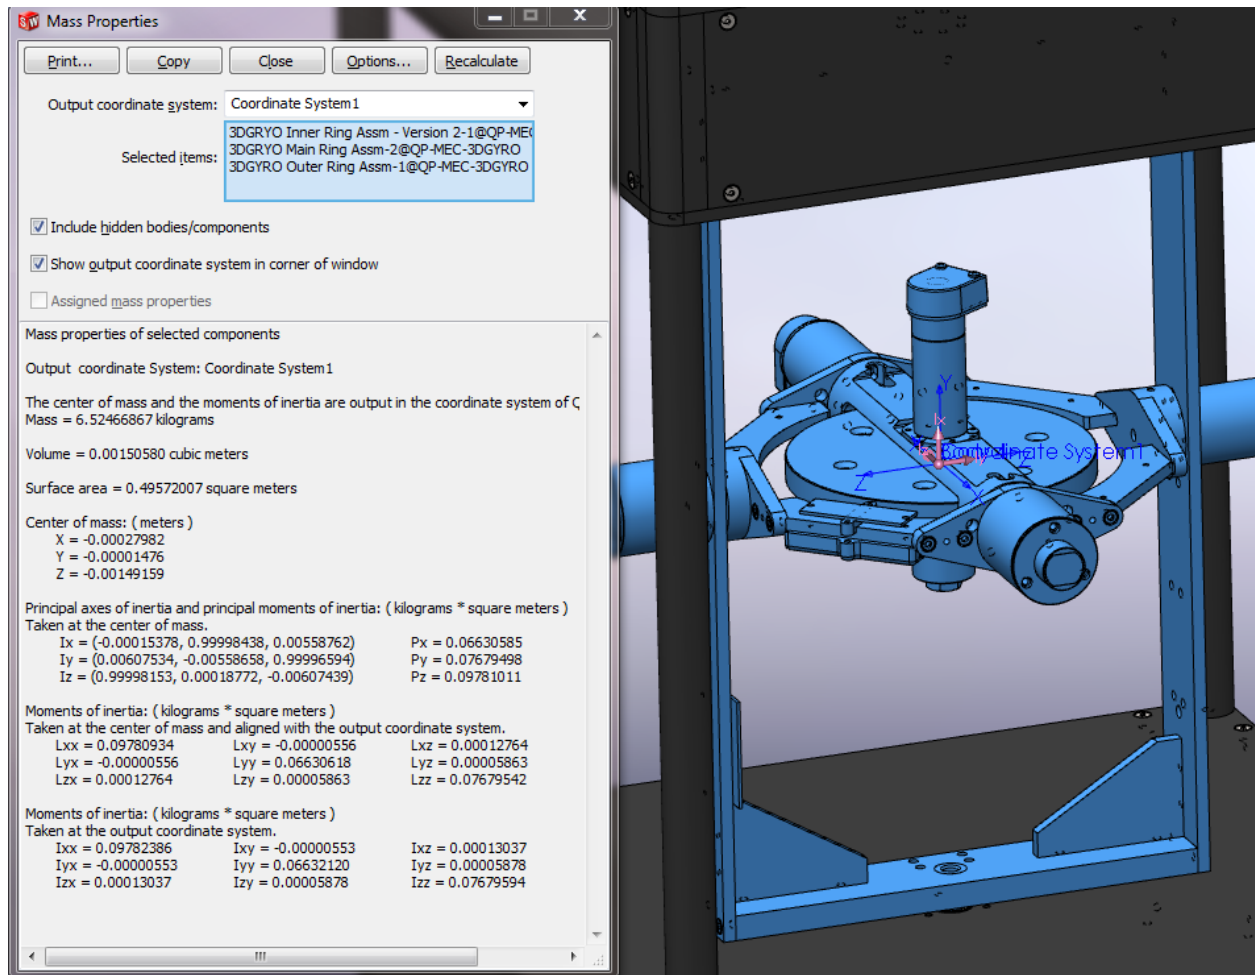 Mass Properties
Print... Copy Close Options... Recalculate
Output coordinate system: Coordinate System1
Selected items:
3DGRYO Inner Ring Assm - Version 2-1@QP-MEC
3DGRYO Main Ring Assm-2@QP-MEC-3DGYRO
3DGYRO Outer Ring Assm-1@QP-MEC-3DGYRO
Include hidden bodies/components
Show output coordinate system in corner of window
Assigned mass properties
Mass properties of selected components
Output coordinate System: Coordinate System1
The center of mass and the moments of inertia are output in the coordinate system of Q
Mass = 6.52466867 kilograms
Volume = 0.00150580 cubic meters
Surface area = 0.49572007 square meters
Center of mass: ( meters )
X = -0.00027982
Y = -0.00001476
Z = -0.00149159
Principal axes of inertia and principal moments of inertia: ( kilograms * square meters )
Taken at the center of mass.
Ix = (-0.00015378, 0.99998438, 0.00558762) Px = 0.06630585
Iy = (0.00607534, -0.00558658, 0.99996594) Py = 0.07679498
Iz = (0.99998153, 0.00018772, -0.00607439) Pz = 0.09781011
Moments of inertia: ( kilograms * square meters )
Taken at the center of mass and aligned with the output coordinate system.
Lxx = 0.09780934 Lxy = -0.00000556 Lxz = 0.00012764
Lyx = -0.00000556 Lyy = 0.06630618 Lyz = 0.00005863
Lzx = 0.00012764 Lzy = 0.00005863 Lzz = 0.07679542
Moments of inertia: ( kilograms * square meters )
Taken at the output coordinate system.
Ixx = 0.09782386 Ixy = -0.00000553 Ixz = 0.00013037
Iyx = -0.00000553 Iyy = 0.06632120 Iyz = 0.00005878
Izx = 0.00013037 Izy = 0.00005878 Izz = 0.07679594
Y
Ix
Z
X
System1